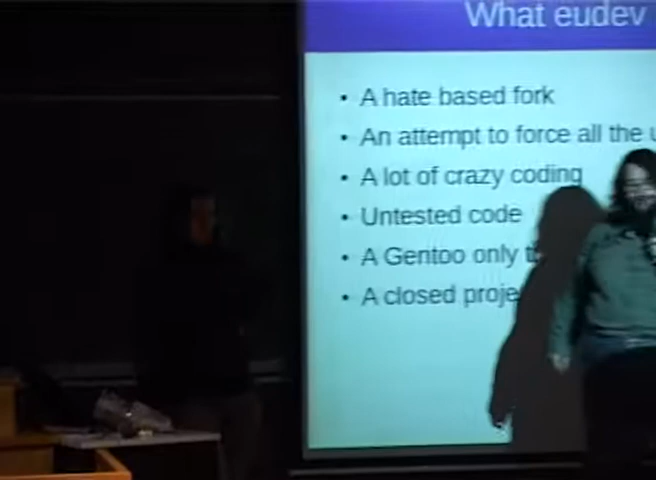 What eudev
A hate based fork
An attempt to force all the
A lot of crazy coding
Untested code
A Gentoo only
A closed